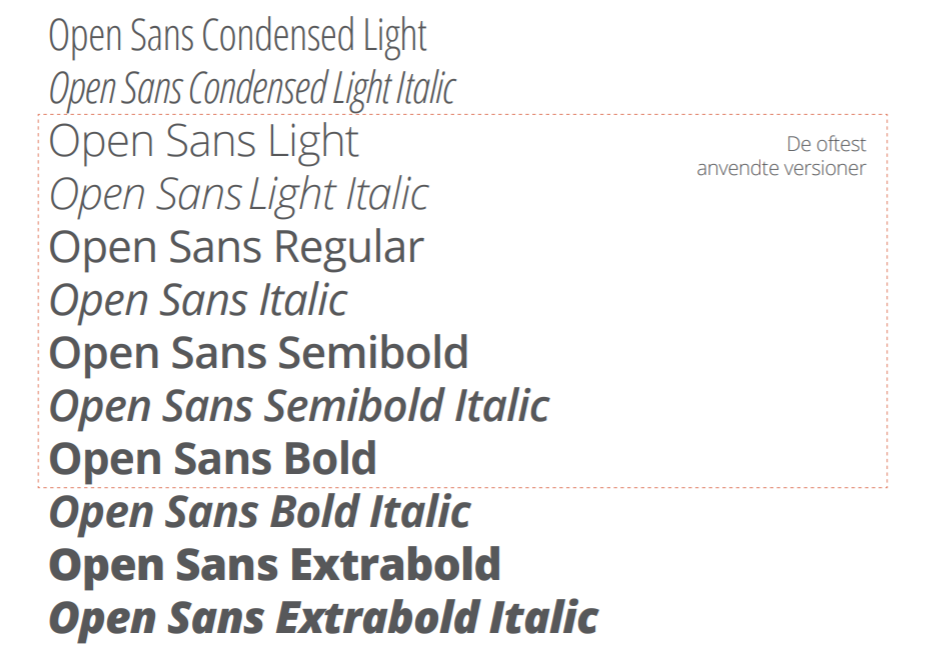 Open Sans Condensed Light
Open Sans Condensed Light Italic
Open Sans Light
De oftest
anvendte versioner
Open Sans Light Italic
Open Sans Regular
Open Sans Italic
Open Sans Semibold
Open Sans Semibold Italic
Open Sans Bold
Open Sans Bold Italic
Open Sans Extrabold
Open Sans Extrabold Italic